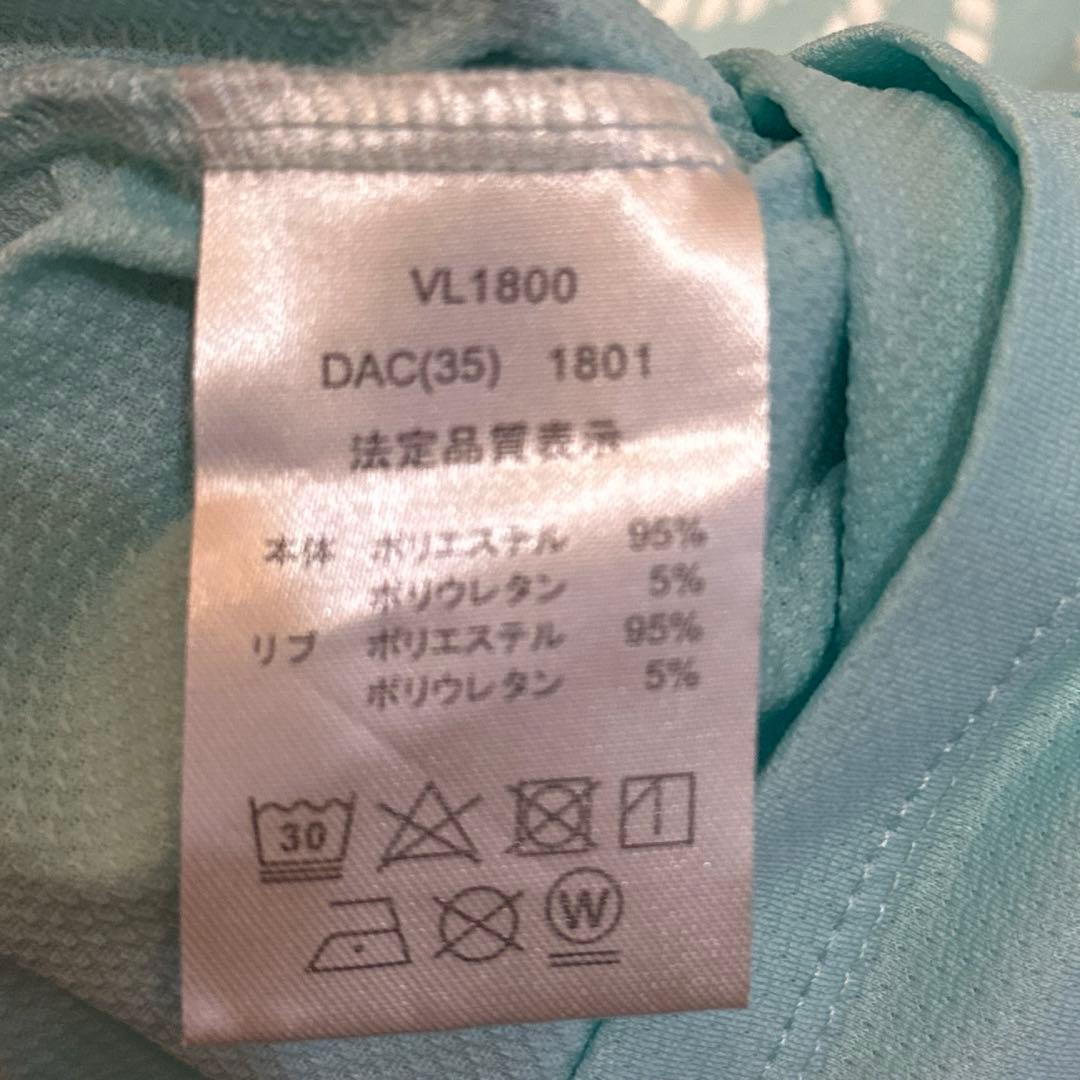 VL1800
DAC(35) 1801
法定品質表示
本体 ポリエステル 95%
ポリウレタン 5%
リブ ポリエステル 95%
ポリウレタン 5%
30
W